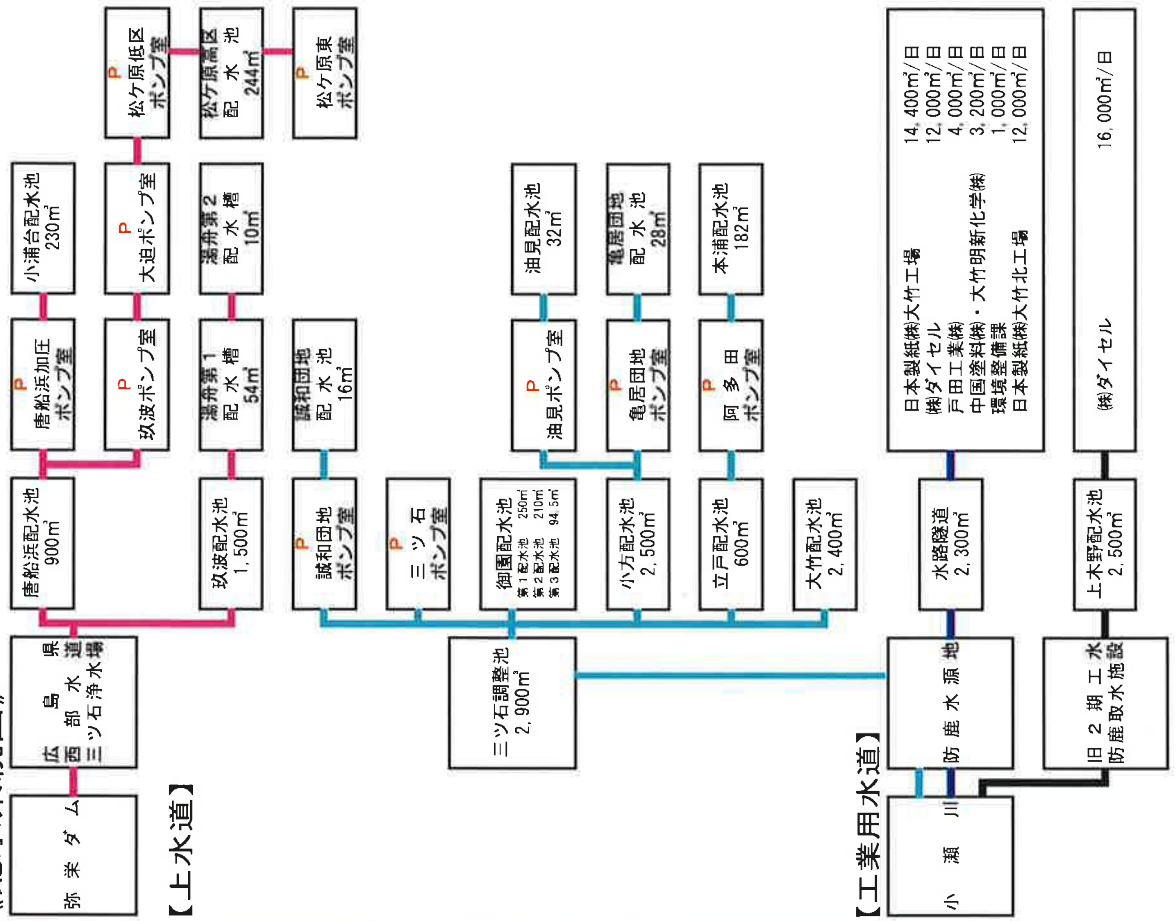 【上水道】
弥栄ダム
広島県
西部水道
三ツ石浄水場
唐船浜配水池
900㎥
P
唐船浜加圧
ポンプ室
小浦台配水池
230㎥
P
玖波ポンプ室
P
大迫ポンプ室
P
松ケ原低区
ポンプ室
松ケ原高区
配水池
244㎥
P
松ケ原東
ポンプ室
玖波配水池
1,500㎥
湯舟第1
配水槽
54㎥
湯舟第2
配水槽
10㎥
三ツ石調整池
2,900㎥
P
誠和団地
ポンプ室
誠和団地
配水池
16㎥
P
三ツ石
ポンプ室
御園配水池
第1配水池 250㎥
第2配水池 210㎥
第3配水池 94.5㎥
小方配水池
2,500㎥
P
油見ポンプ室
油見配水池
32㎥
P
亀居団地
ポンプ室
亀居団地
配水池
28㎥
立戸配水池
600㎥
P
阿多田
ポンプ室
本浦配水池
182㎥
大竹配水池
2,400㎥
【工業用水道】
小瀬川
防鹿水源地
水路隧道
2,300㎥
日本製紙㈱大竹工場 14,400㎥/日
㈱ダイセル 12,000㎥/日
戸田工業㈱ 4,000㎥/日
中国塗料㈱・大竹明新化学㈱ 3,200㎥/日
環境整備課 1,000㎥/日
日本製紙㈱大竹北工場 12,000㎥/日
旧2期工水
防鹿取水施設
上木野配水池
2,500㎥
㈱ダイセル 16,000㎥/日